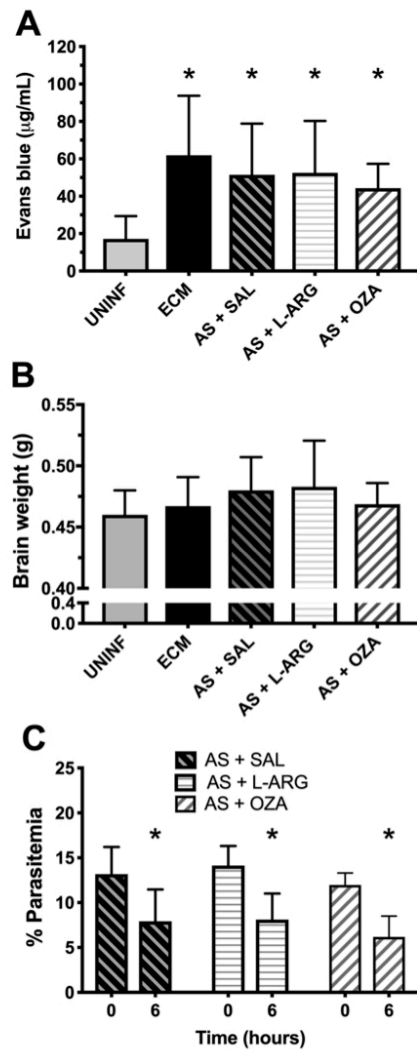 A
Evans blue (µg/mL)
120
100
80
60
40
20
0
* * * *
UNINF
ECM
AS + SAL
AS + L-ARG
AS + OZA
B
Brain weight (g)
0.55
0.50
0.45
0.40
0.4
0.0
UNINF
ECM
AS + SAL
AS + L-ARG
AS + OZA
C
AS + SAL
AS + L-ARG
AS + OZA
% Parasitemia
25
20
15
10
5
0
* * *
0 6 0 6 0 6
Time (hours)